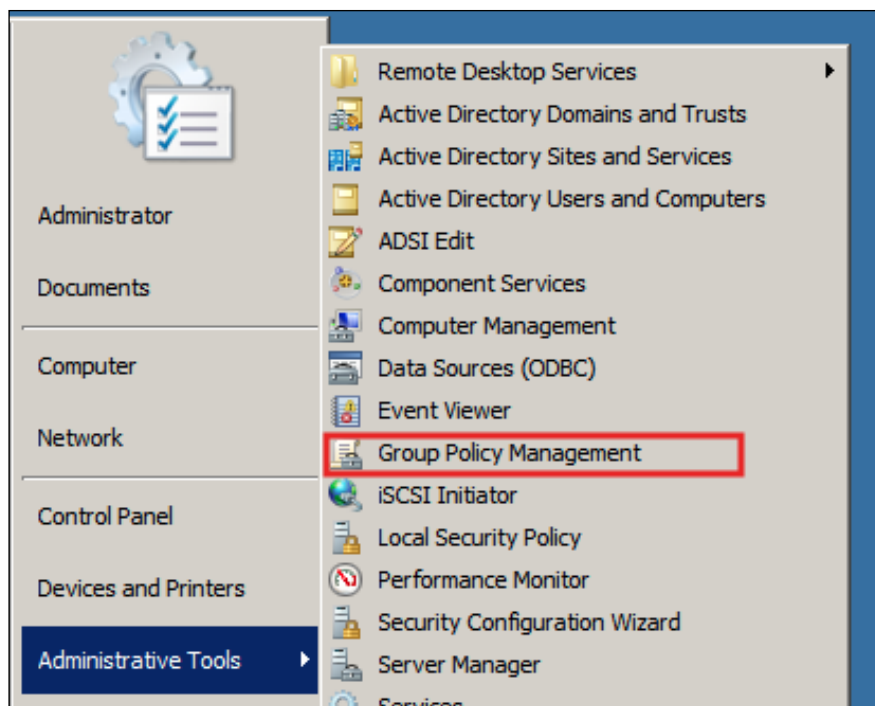 Administrator
Documents
Computer
Network
Control Panel
Devices and Printers
Administrative Tools
Remote Desktop Services
Active Directory Domains and Trusts
Active Directory Sites and Services
Active Directory Users and Computers
ADSI Edit
Component Services
Computer Management
Data Sources (ODBC)
Event Viewer
Group Policy Management
iSCSI Initiator
Local Security Policy
Performance Monitor
Security Configuration Wizard
Server Manager
Services